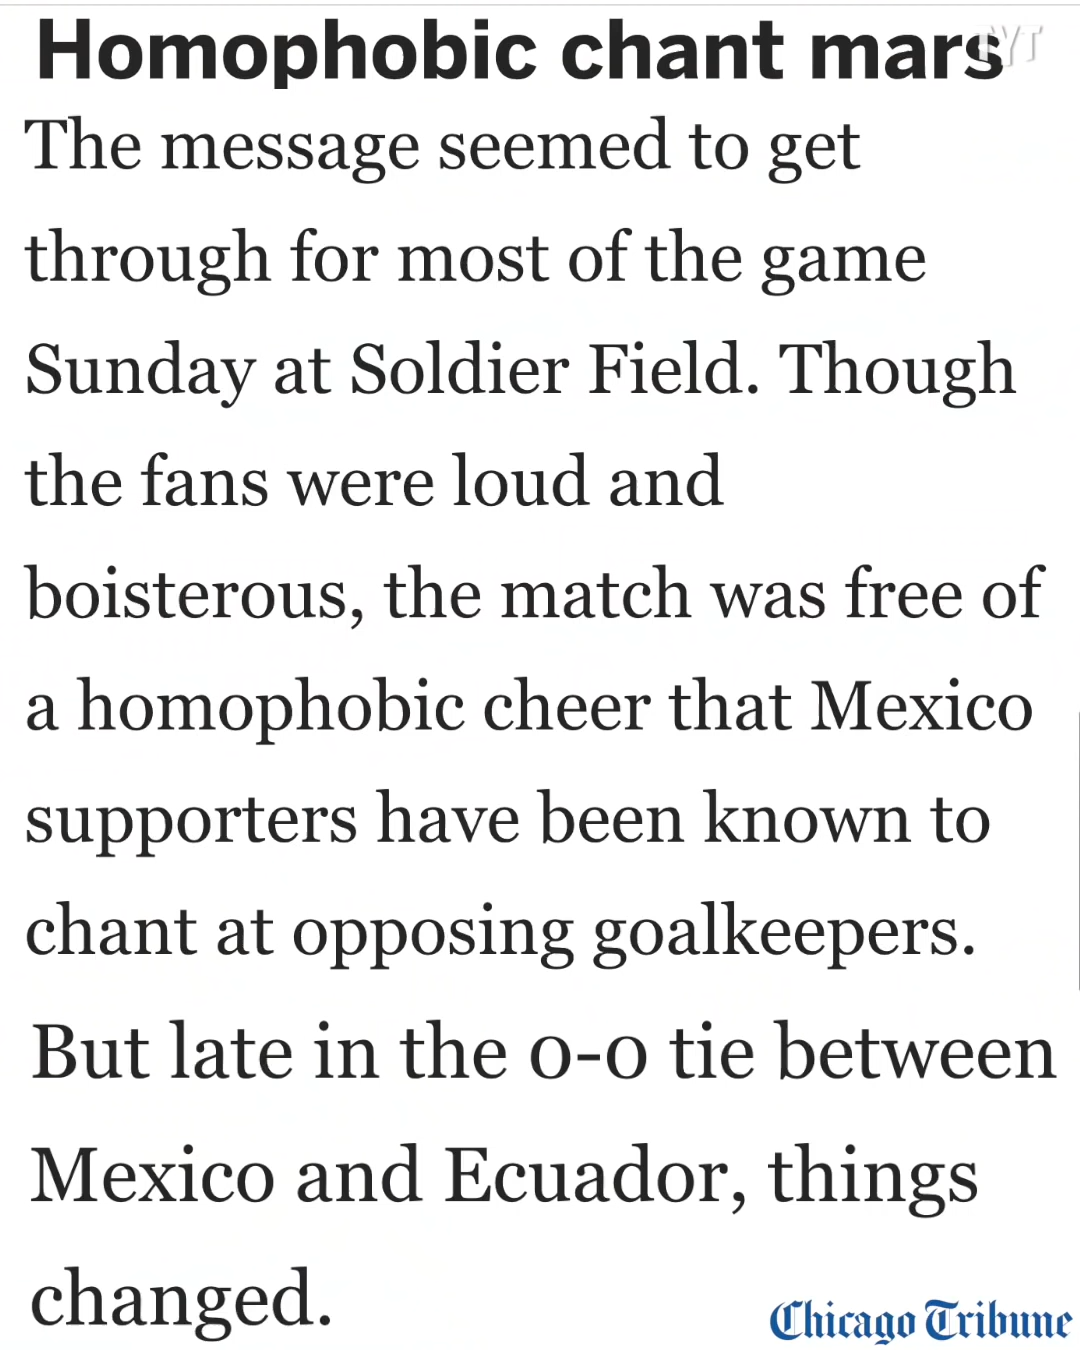 Homophobic chant mars
TYT
The message seemed to get
through for most of the game
Sunday at Soldier Field. Though
the fans were loud and
boisterous, the match was free of
a homophobic cheer that Mexico
supporters have been known to
chant at opposing goalkeepers.
But late in the 0-0 tie between
Mexico and Ecuador, things
changed.
Chicago Tribune